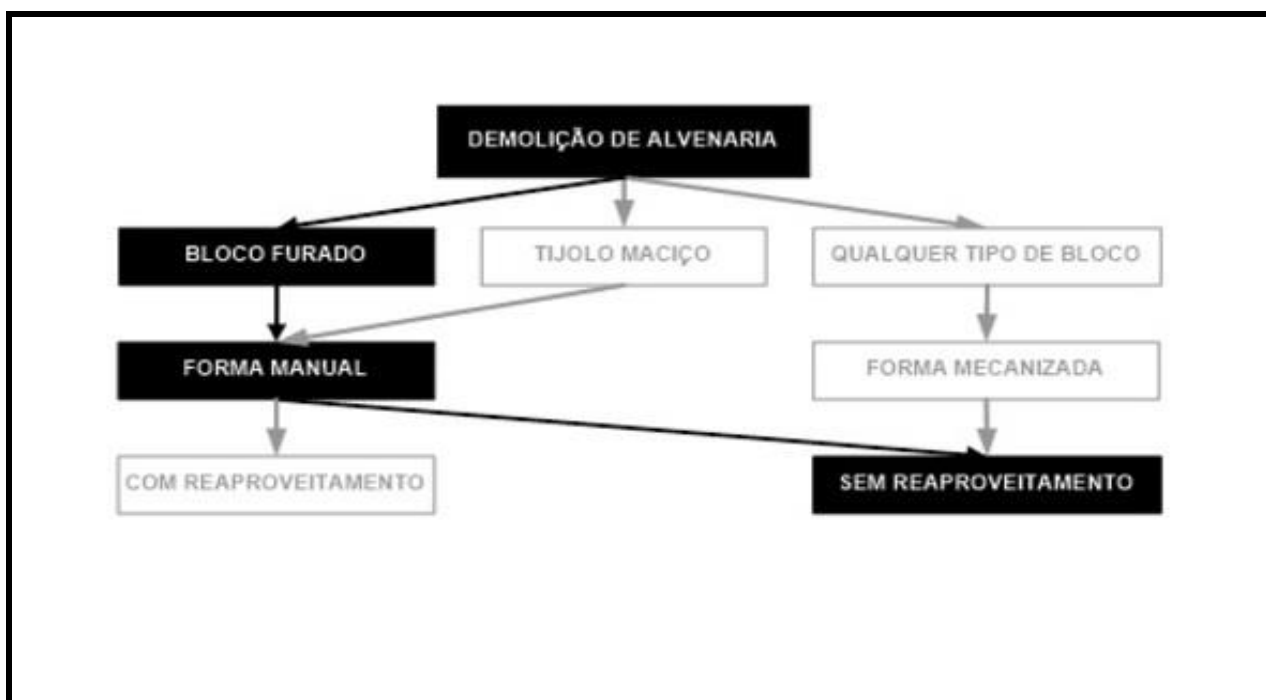 DEMOLIÇÃO DE ALVENARIA
BLOCO FURADO
TIJOLO MACIÇO
QUALQUER TIPO DE BLOCO
FORMA MANUAL
FORMA MECANIZADA
COM REAPROVEITAMENTO
SEM REAPROVEITAMENTO